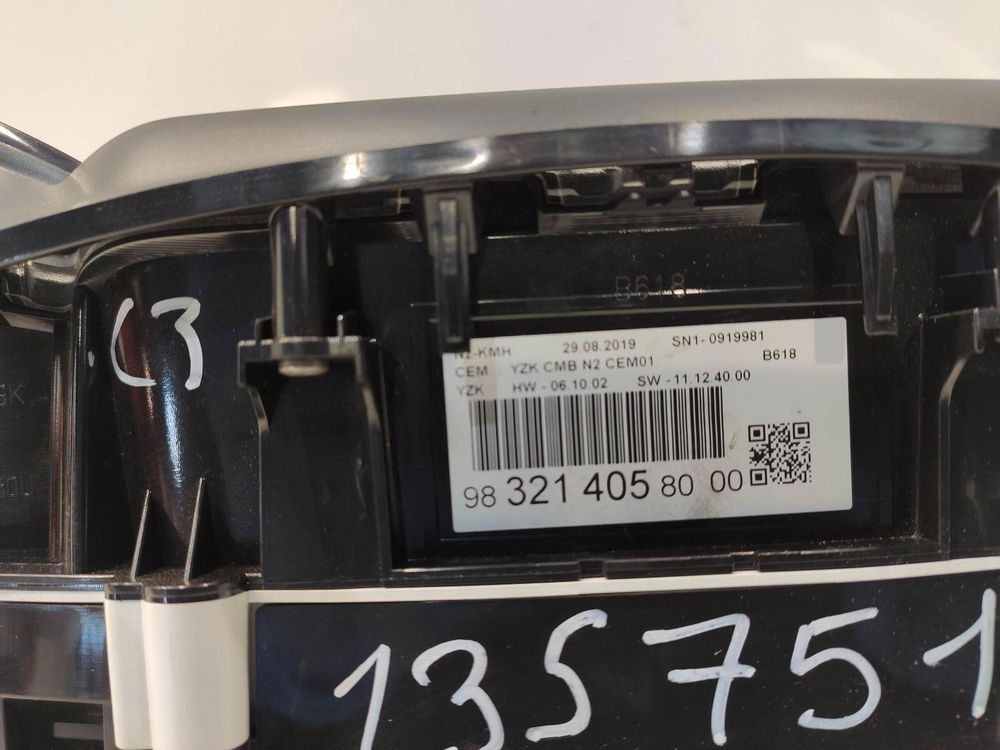 B618
N2-KMH 29.08.2019 SN1-0919981
CEM : YZK CMB N2 CEM01 B618
YZK HW - 06.10.02 SW - 11.12.40.00
98 321 405 80 00
C3
135751